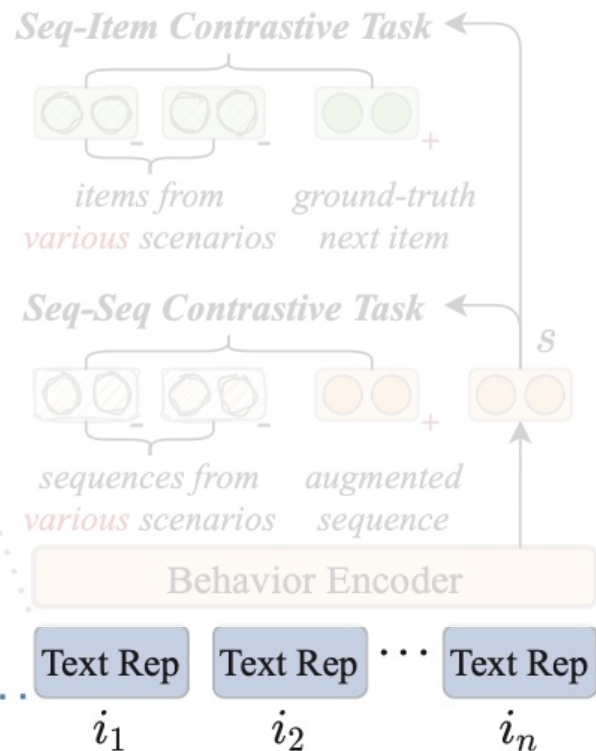 Seq-Item Contrastive Task
- - +
items from ground-truth
various scenarios next item
Seq-Seq Contrastive Task
s
- - +
sequences from augmented
various scenarios sequence
Behavior Encoder
Text Rep Text Rep ··· Text Rep
i₁ i₂ iₙ